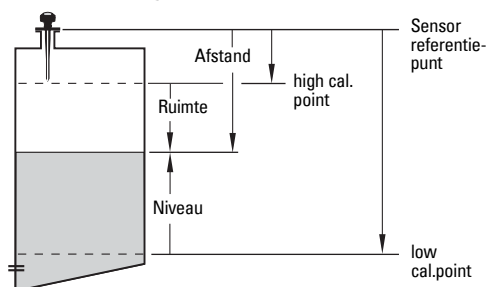 Sensor
referentie-
punt
Afstand
high cal.
point
Ruimte
Niveau
low
cal.point